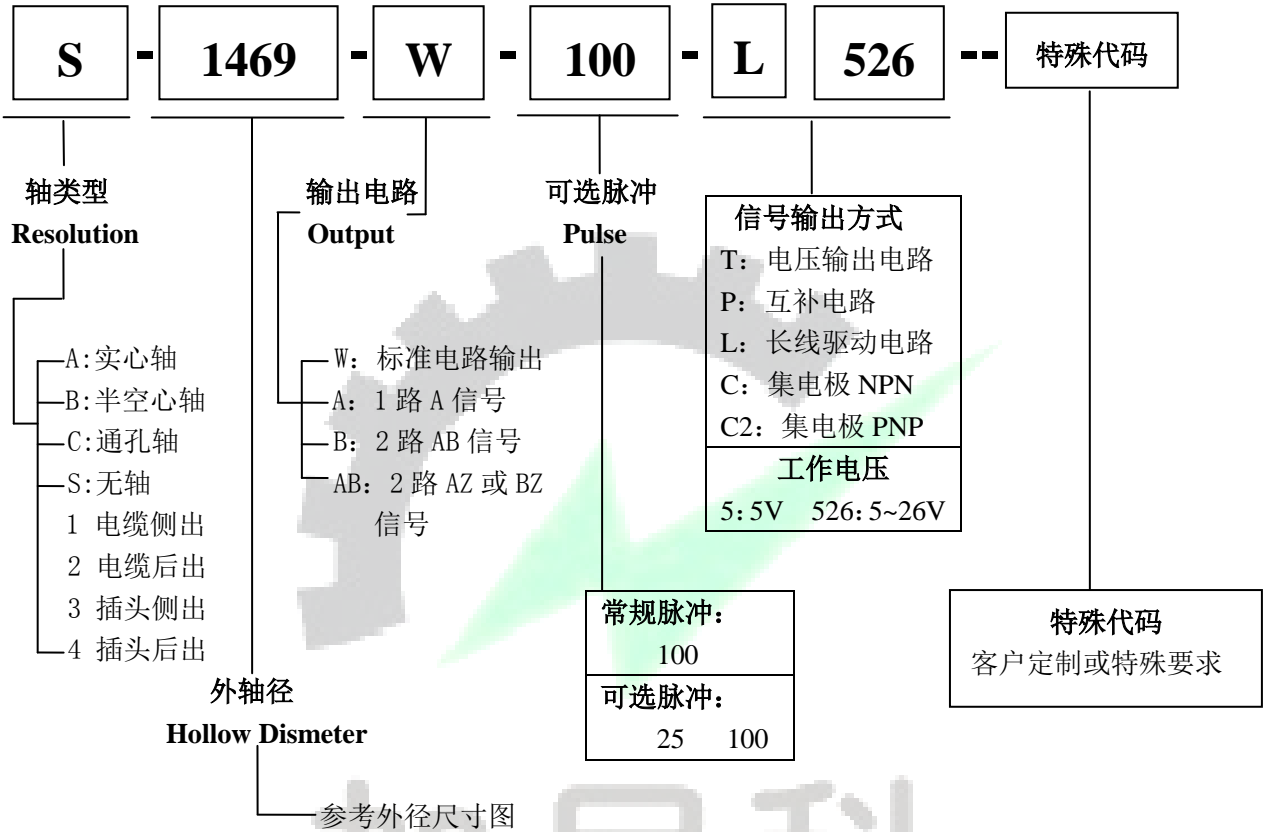 S - 1469 - W - 100 - L 526 -- 特殊代码
轴类型
Resolution
A:实心轴
B:半空心轴
C:通孔轴
S:无轴
1 电缆侧出
2 电缆后出
3 插头侧出
4 插头后出
外轴径
Hollow Dismeter
参考外径尺寸图
输出电路
Output
W：标准电路输出
A：1 路 A 信号
B：2 路 AB 信号
AB：2 路 AZ 或 BZ
信号
可选脉冲
Pulse
常规脉冲：
100
可选脉冲：
25 100
信号输出方式
T：电压输出电路
P：互补电路
L：长线驱动电路
C：集电极 NPN
C2：集电极 PNP
工作电压
5:5V 526:5~26V
特殊代码
客户定制或特殊要求